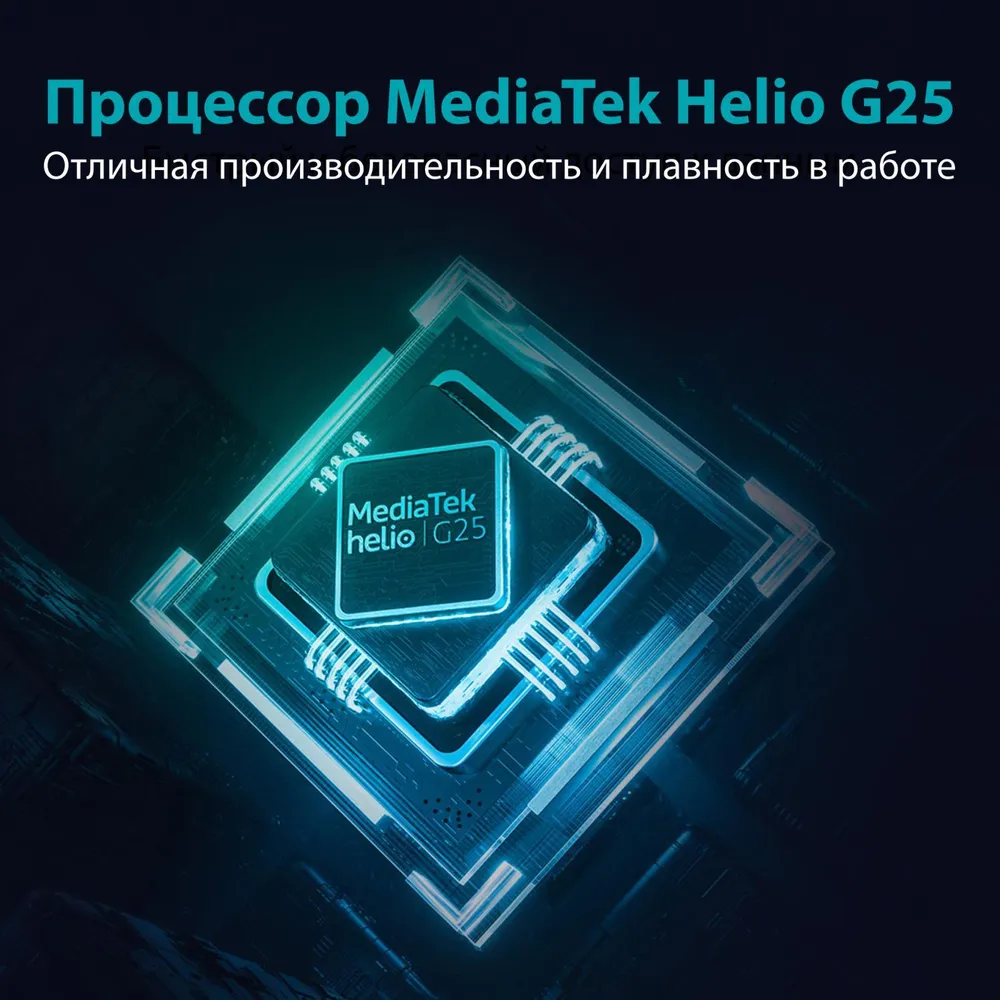 Процессор MediaTek Helio G25
Отличная производительность и плавность в работе
MediaTek
helio | G25